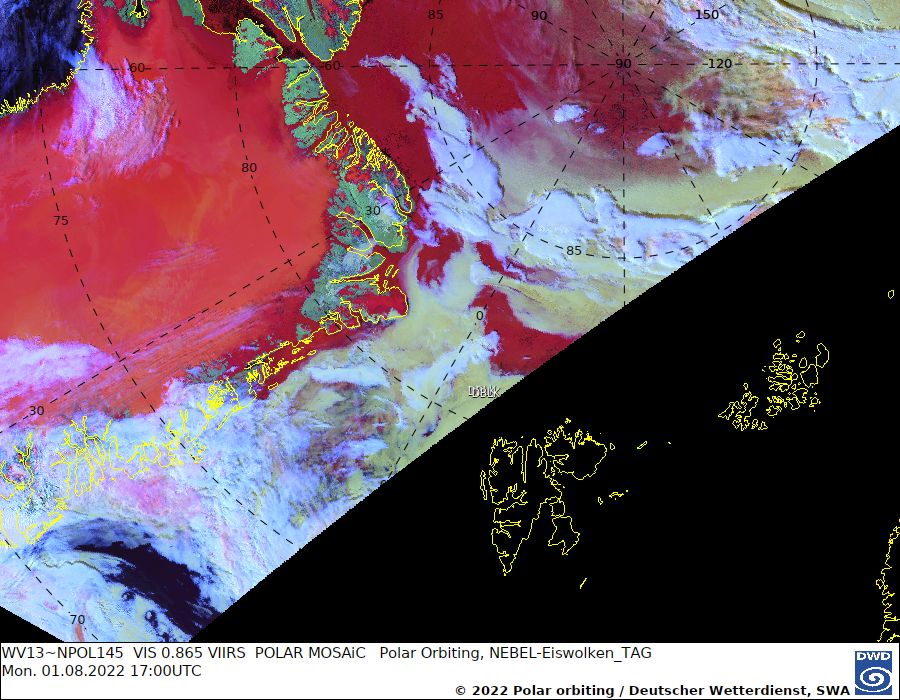 85 90 150
60 60 90 120
80
30
75
85
0
DBLK
30
70
WV13~NPOL145 VIS 0.865 VIIRS POLAR MOSAiC Polar Orbiting, NEBEL-Eiswolken_TAG
Mon. 01.08.2022 17:00UTC
DWD
© 2022 Polar orbiting / Deutscher Wetterdienst, SWA